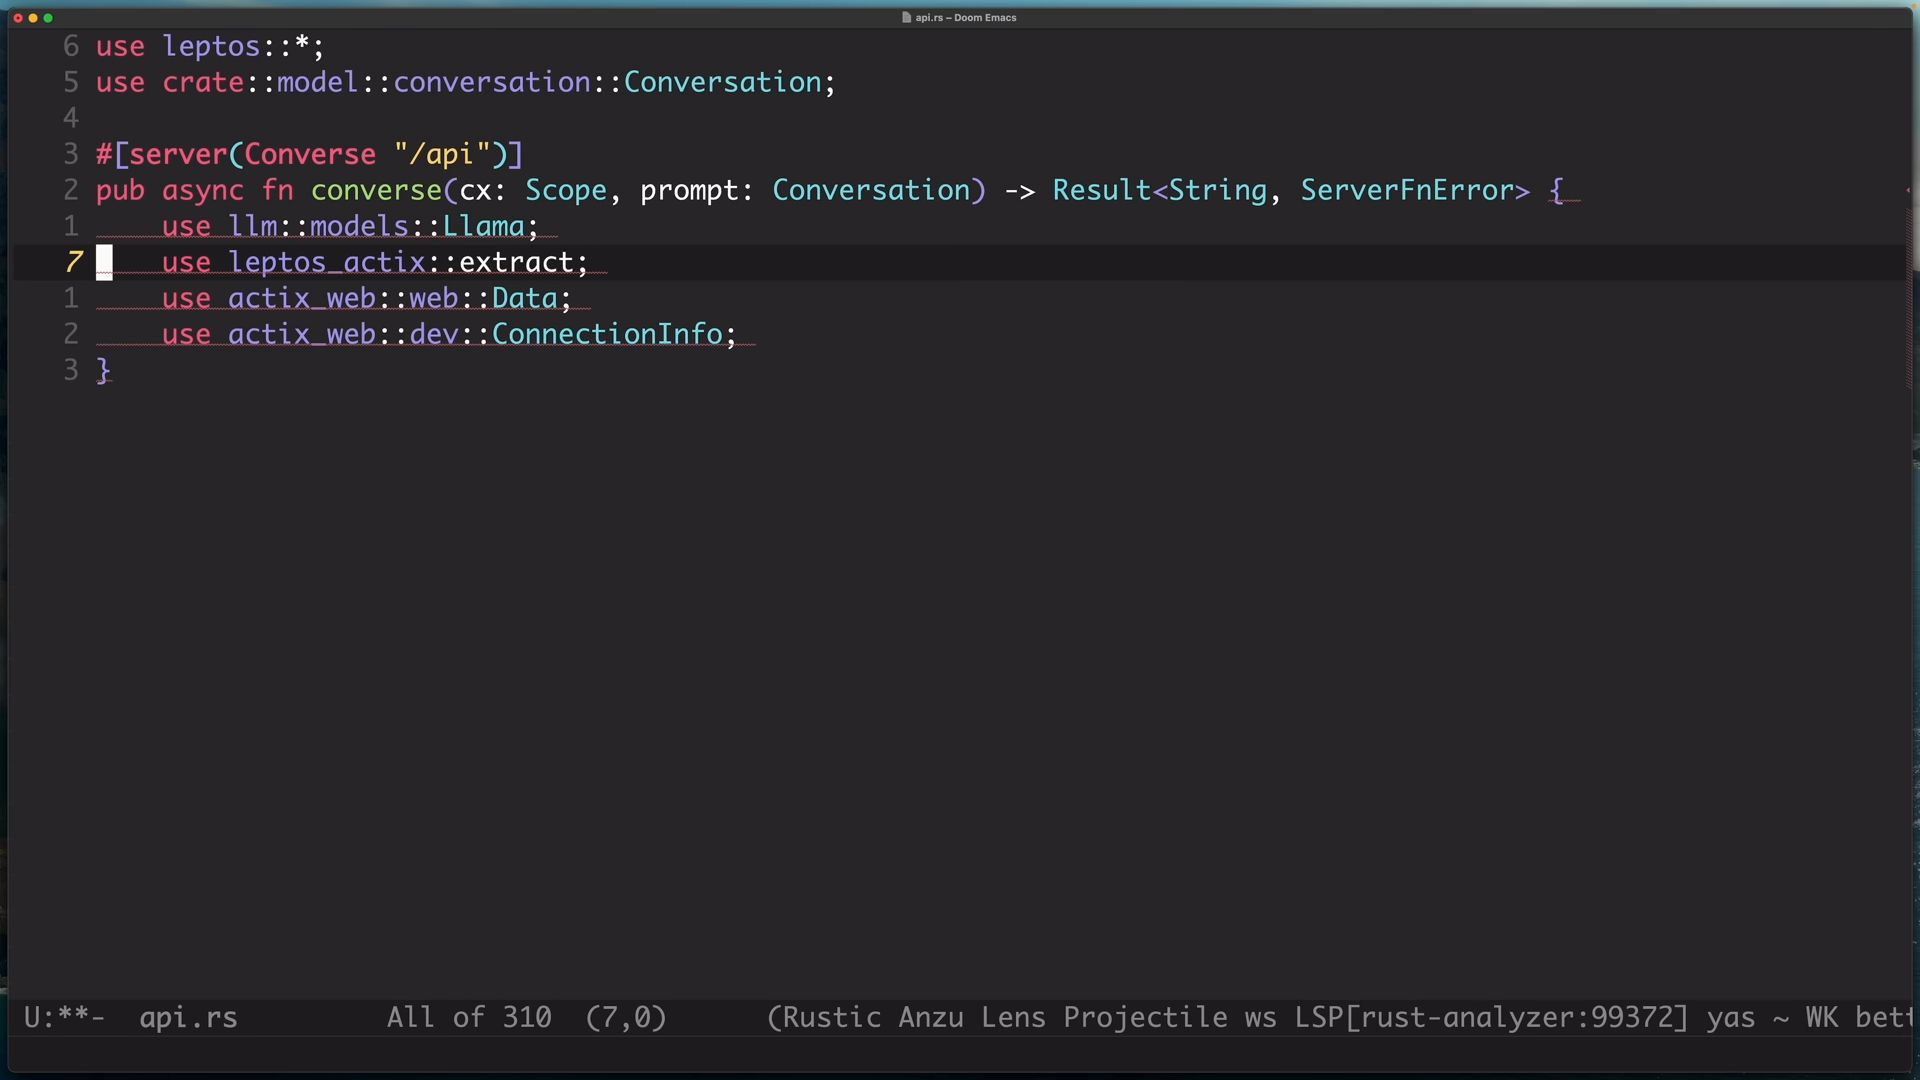 api.rs – Doom Emacs
6 use leptos::*;
5 use crate::model::conversation::Conversation;
4
3 #[server(Converse "/api")]
2 pub async fn converse(cx: Scope, prompt: Conversation) -> Result<String, ServerFnError> {
1     use llm::models::Llama;
7     use leptos_actix::extract;
1     use actix_web::web::Data;
2     use actix_web::dev::ConnectionInfo;
3 }
U:**-  api.rs         All of 310  (7,0)      (Rustic Anzu Lens Projectile ws LSP[rust-analyzer:99372] yas ~ WK bett